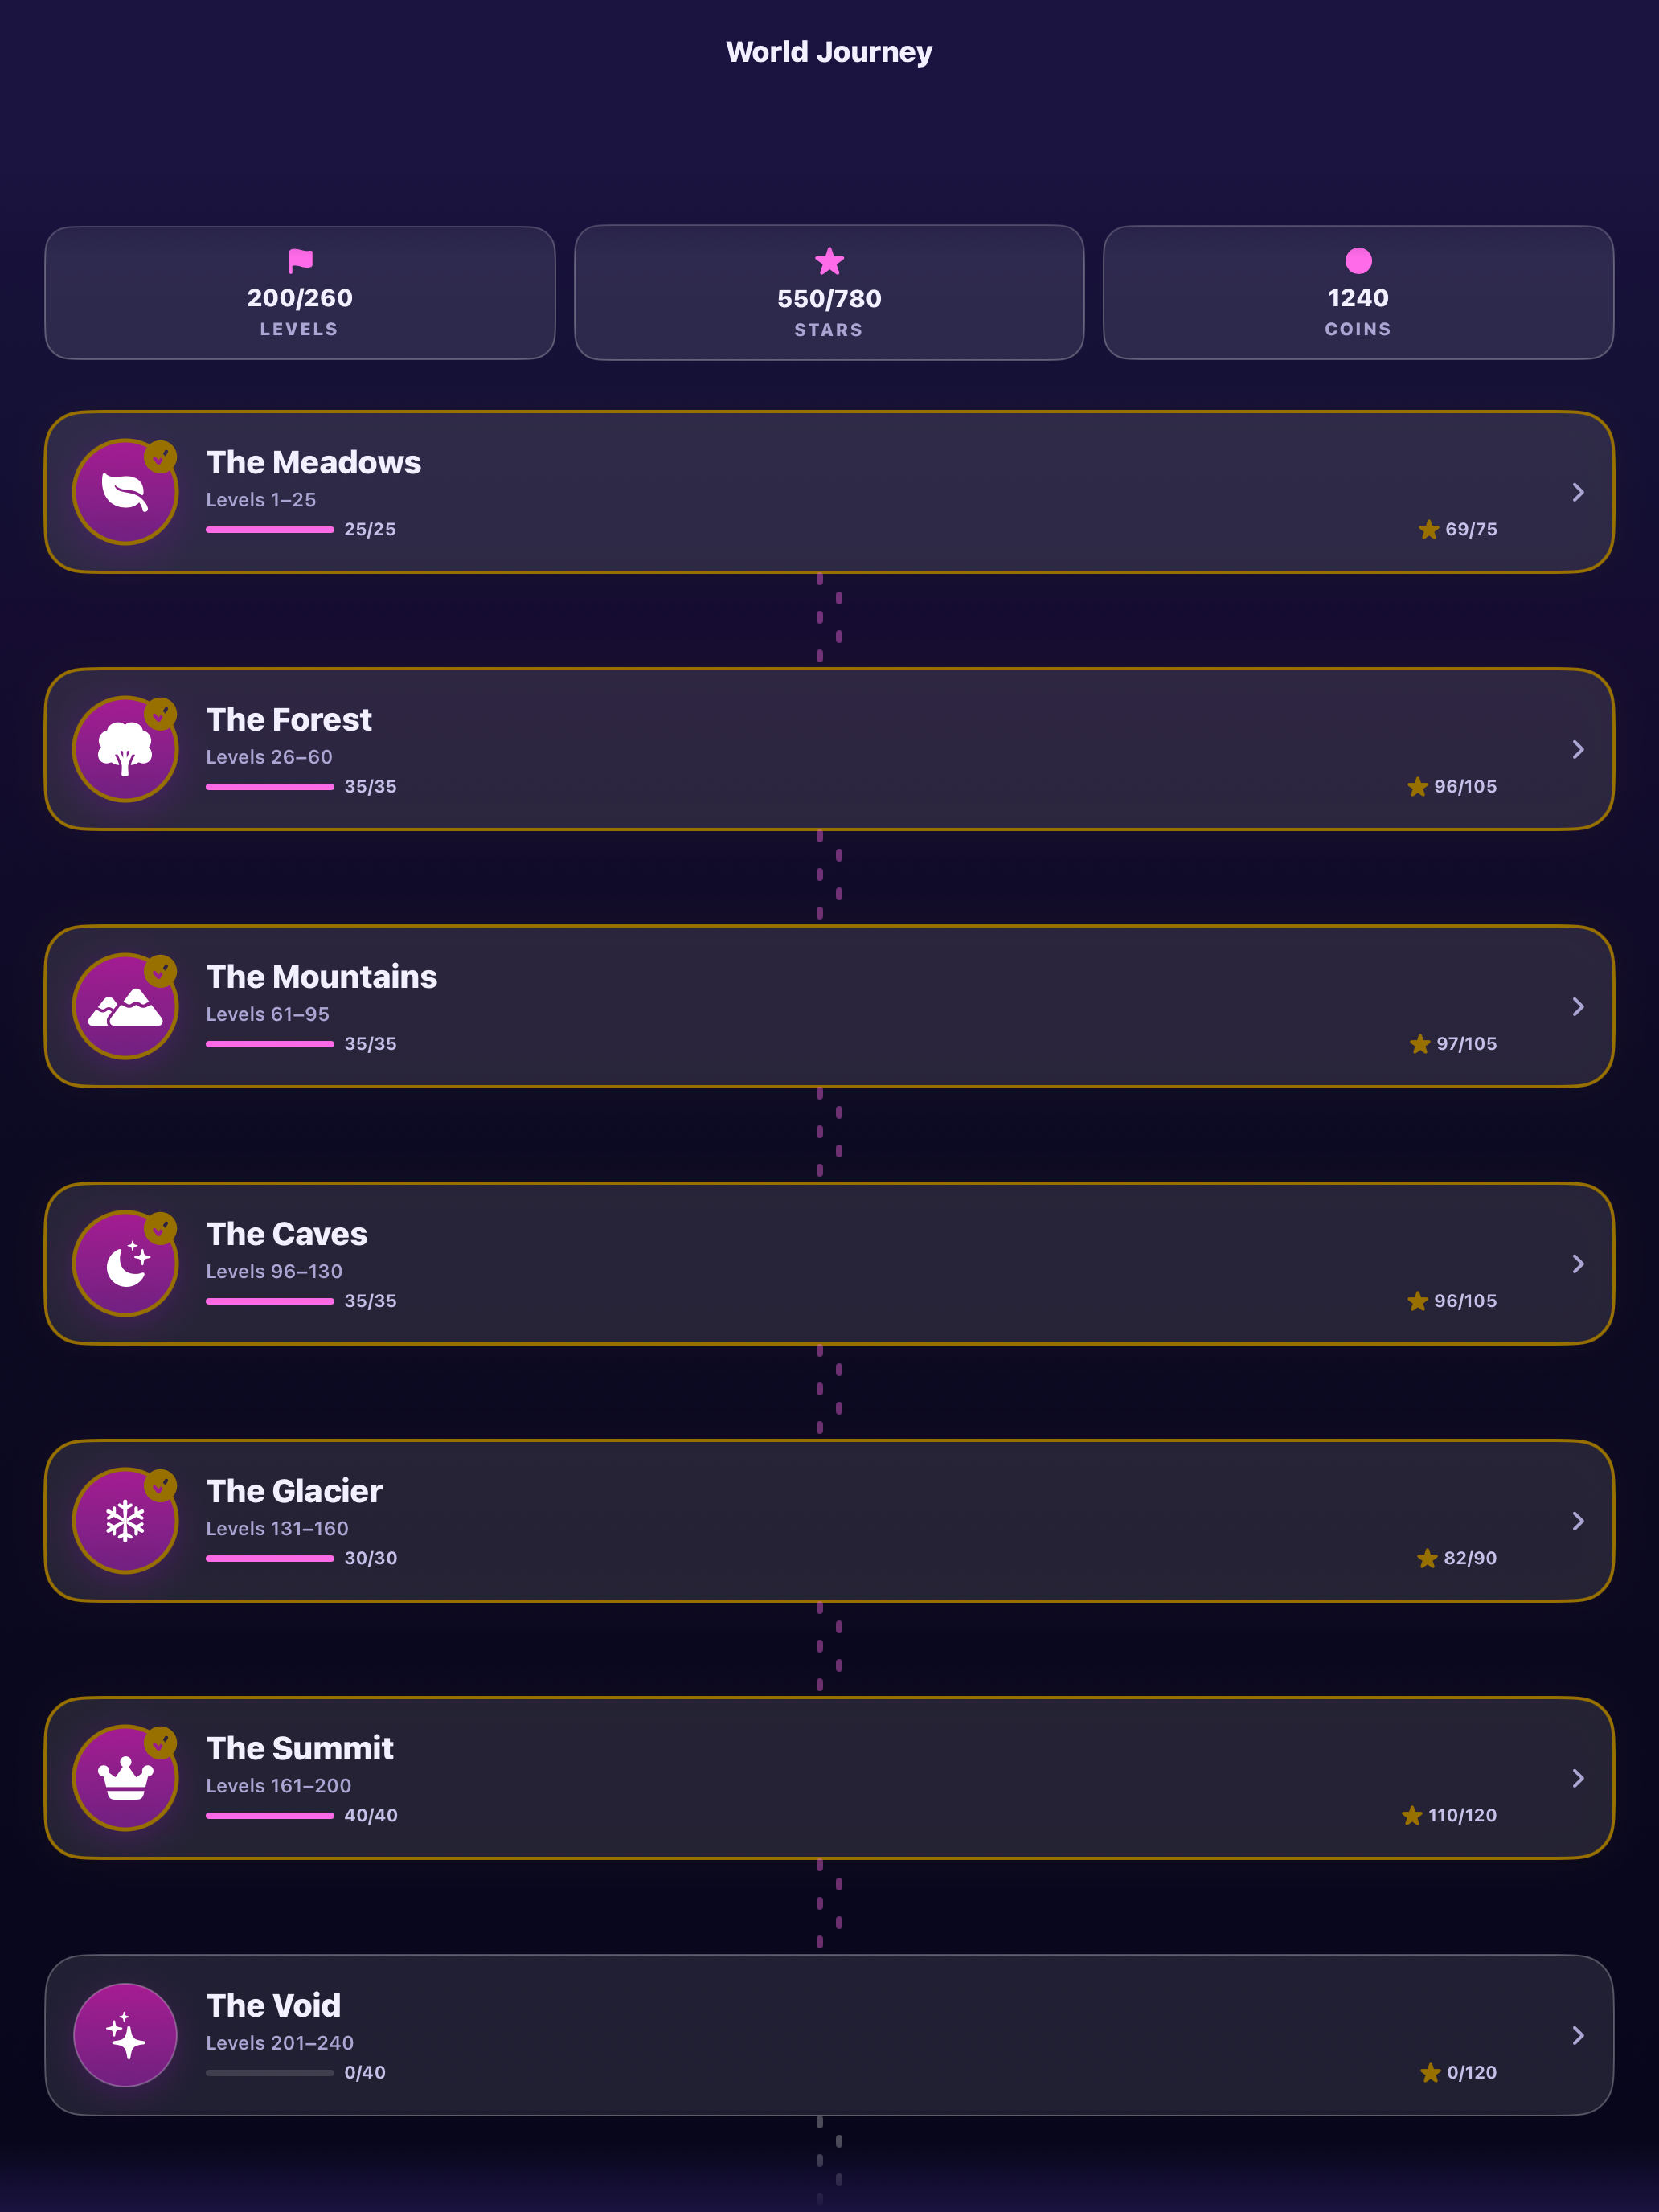 World Journey
200/260
LEVELS
550/780
STARS
1240
COINS
The Meadows
Levels 1–25
25/25
69/75
The Forest
Levels 26–60
35/35
96/105
The Mountains
Levels 61–95
35/35
97/105
The Caves
Levels 96–130
35/35
96/105
The Glacier
Levels 131–160
30/30
82/90
The Summit
Levels 161–200
40/40
110/120
The Void
Levels 201–240
0/40
0/120